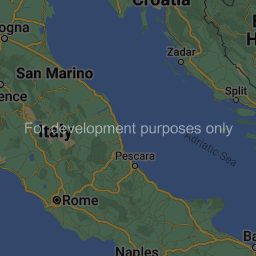 Croatia
ogna
Zadar
San Marino
Split
ence
For development purposes only
Italy
Adriatic Sea
Pescara
Rome
Ba
Naples